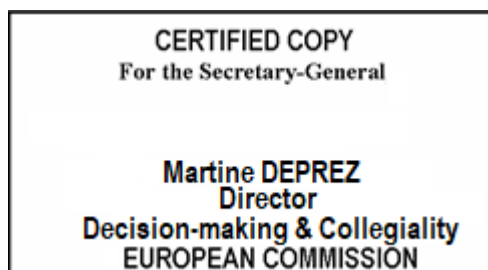 CERTIFIED COPY
For the Secretary-General
Martine DEPREZ
Director
Decision-making & Collegiality
EUROPEAN COMMISSION